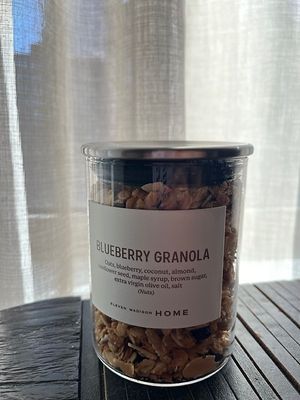 BLUEBERRY GRANOLA
Oats, blueberry, coconut, almond,
sunflower seed, maple syrup, brown sugar,
extra virgin olive oil, salt
(Nuts)
ELEVEN MADISON HOME